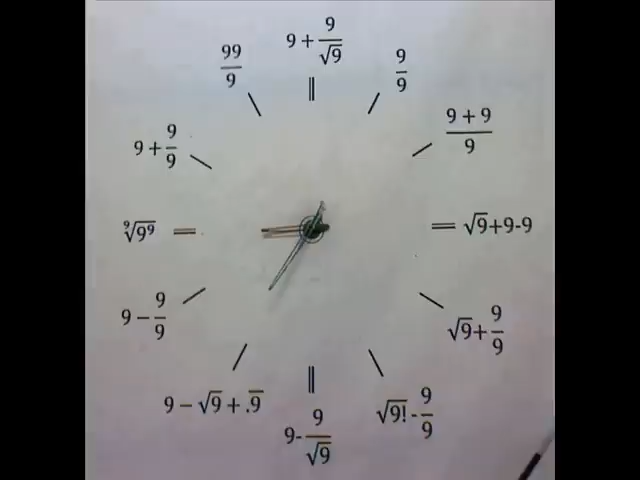 9 + 9/√9
9/9
(9 + 9)/9
√9+9-9
√9+9/9
√9!-9/9
9-9/√9
9 − √9 + .9̅
9 − 9/9
⁹√9⁹
9 + 9/9
99/9